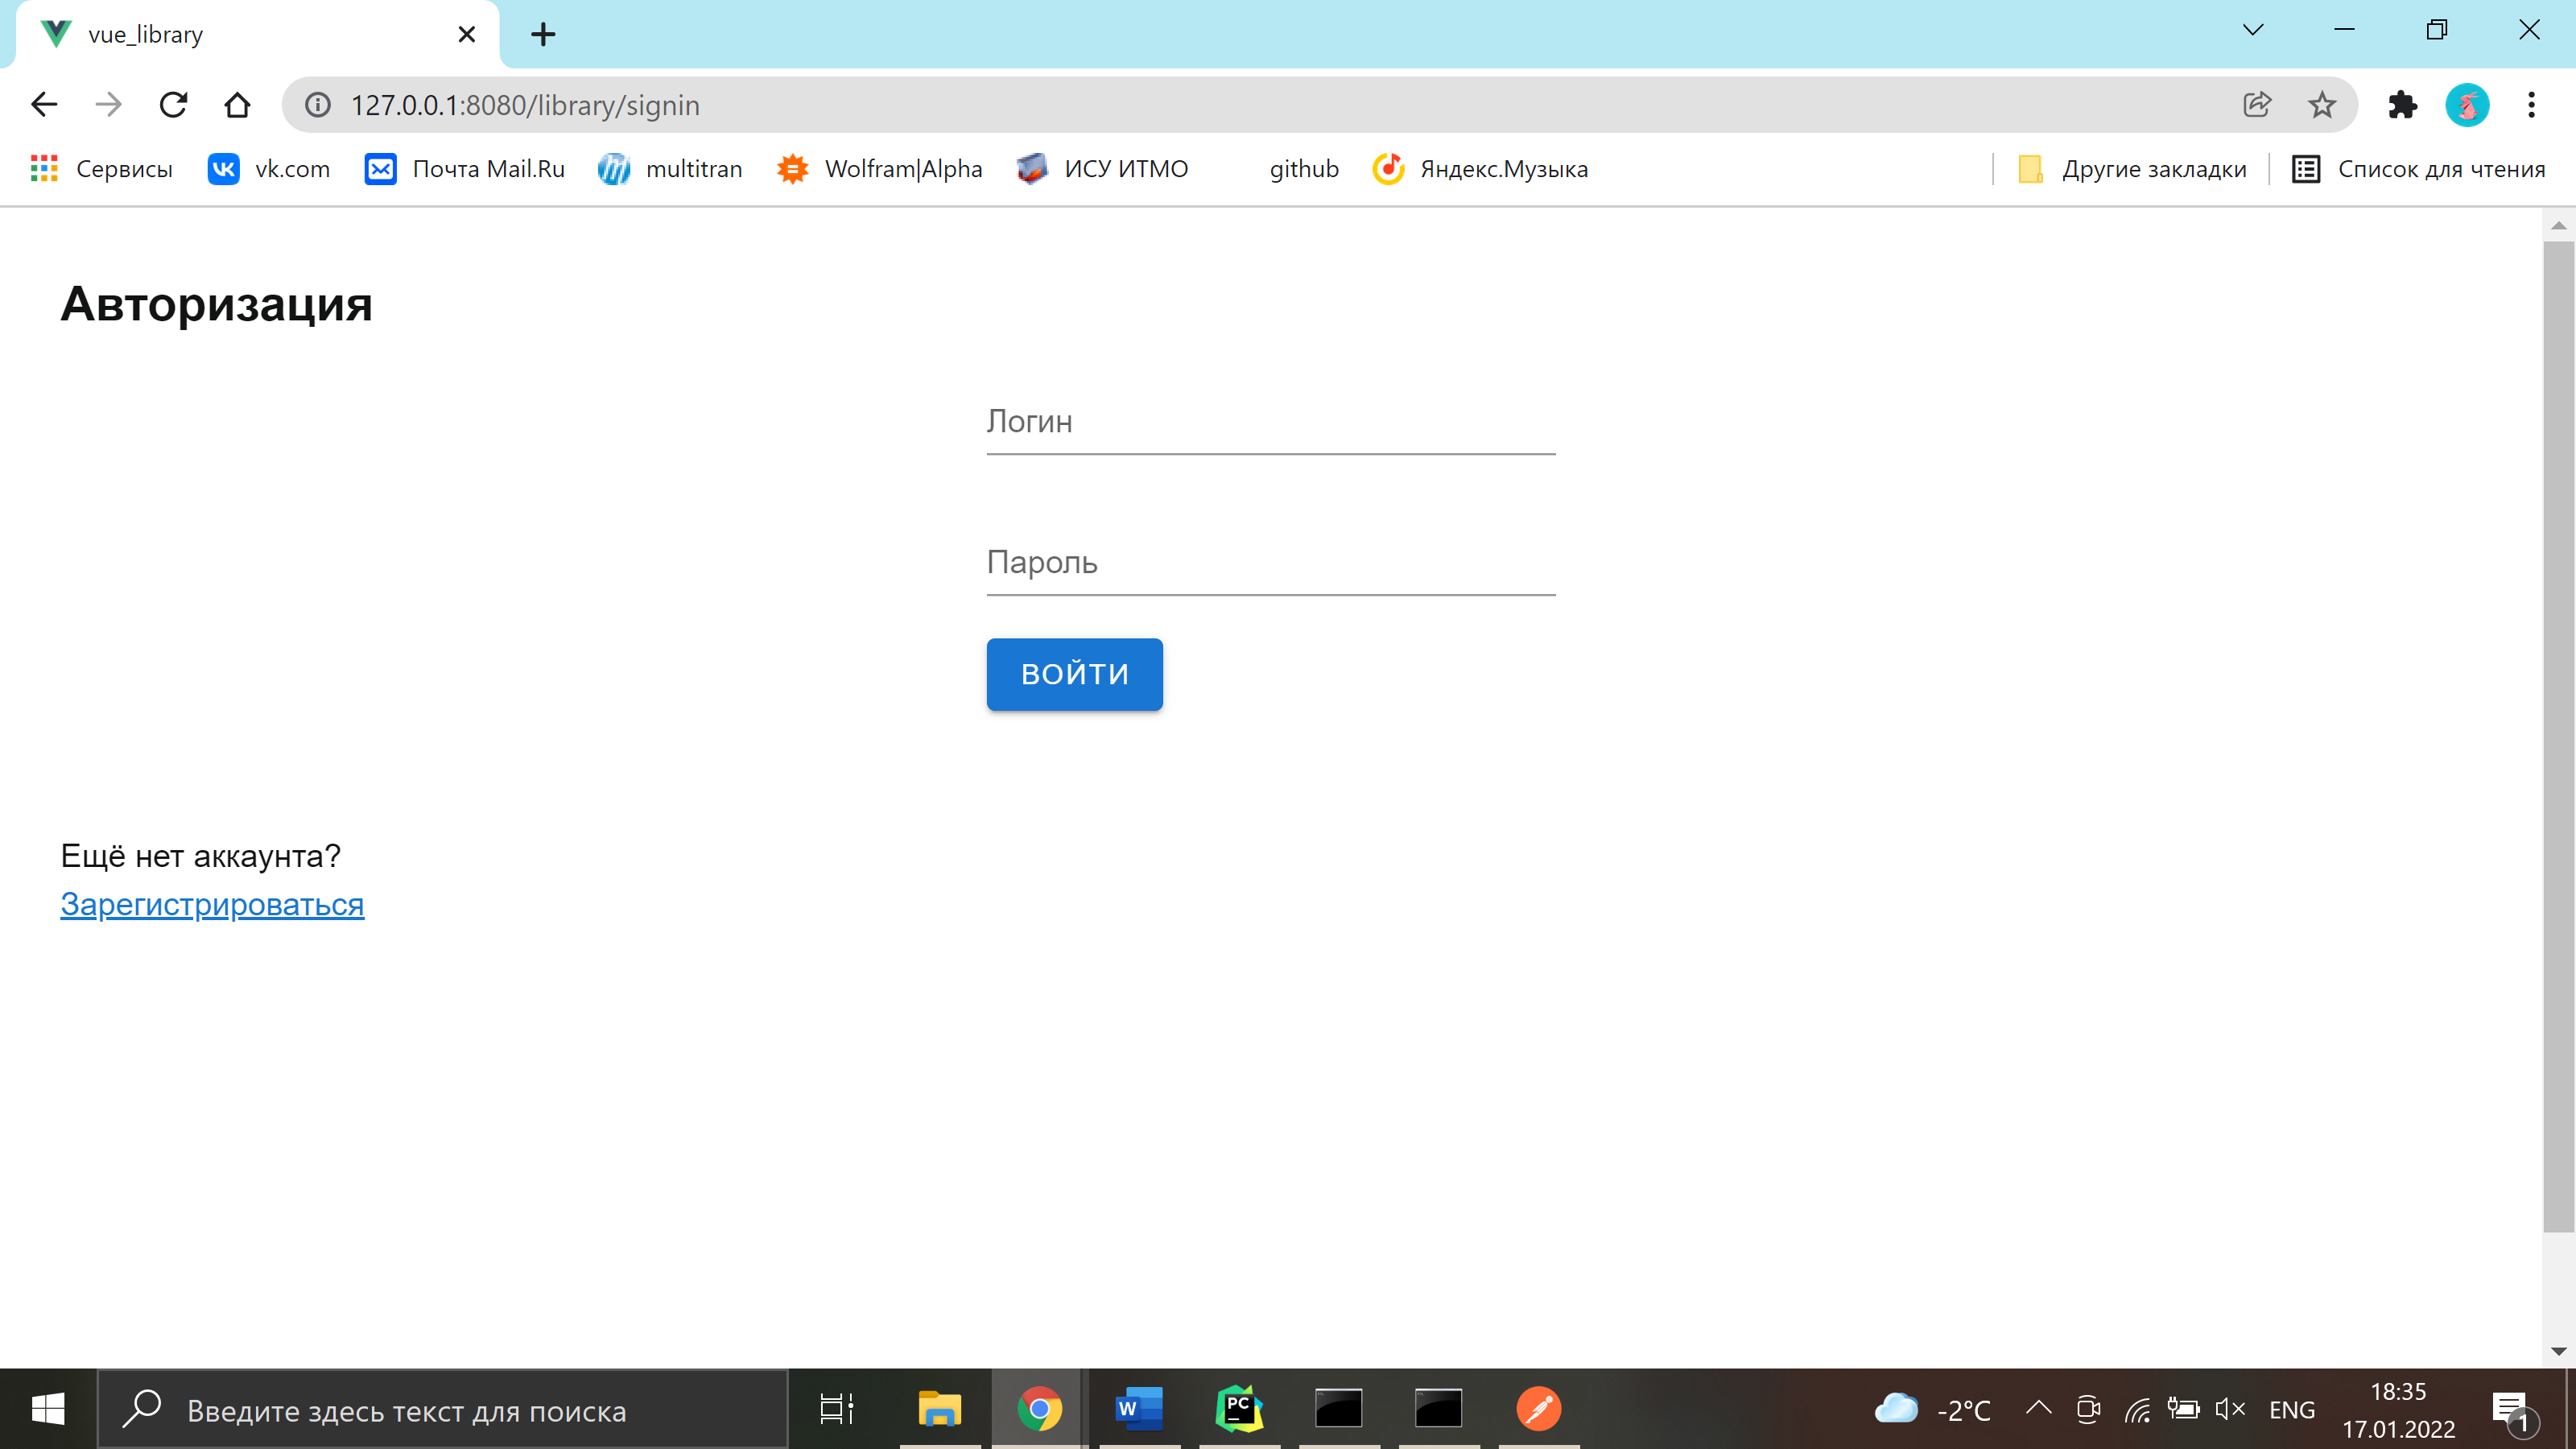 vue_library
127.0.0.1:8080/library/signin
Сервисы
vk.com
Почта Mail.Ru
multitran
Wolfram|Alpha
ИСУ ИТМО
github
Яндекс.Музыка
Другие закладки
Список для чтения
Авторизация
Логин
Пароль
ВОЙТИ
Ещё нет аккаунта?
Зарегистрироваться
Введите здесь текст для поиска
W
PC
-2°C
ENG
18:35
17.01.2022
1